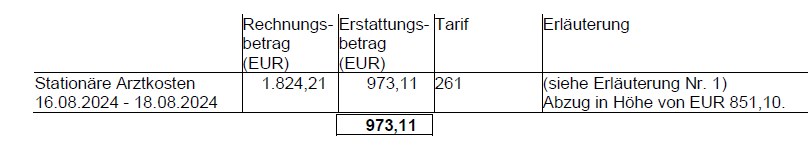 Rechnungs- Erstattungs- Tarif Erläuterung
betrag betrag
(EUR) (EUR)
Stationäre Arztkosten 1.824,21 973,11 261 (siehe Erläuterung Nr. 1)
16.08.2024 - 18.08.2024 Abzug in Höhe von EUR 851,10.
973,11